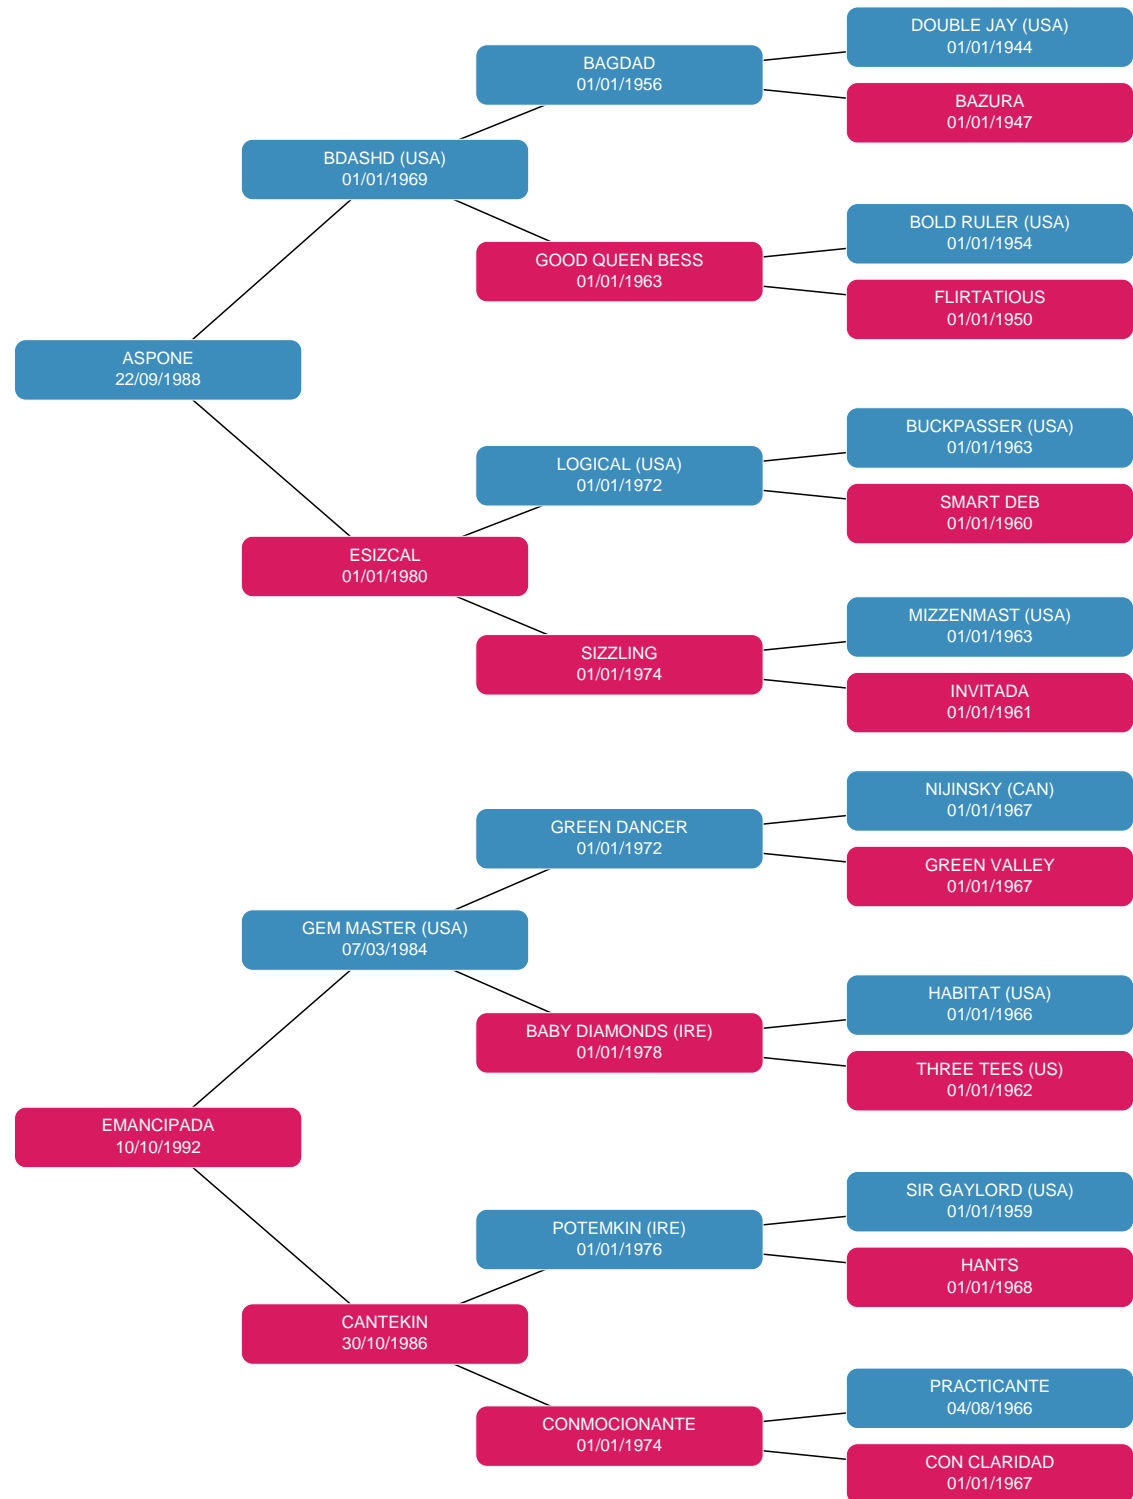 DOUBLE JAY (USA)
01/01/1944
BAGDAD
01/01/1956
BAZURA
01/01/1947
BDASHD (USA)
01/01/1969
BOLD RULER (USA)
01/01/1954
GOOD QUEEN BESS
01/01/1963
FLIRTATIOUS
01/01/1950
ASPONE
22/09/1988
BUCKPASSER (USA)
01/01/1963
LOGICAL (USA)
01/01/1972
SMART DEB
01/01/1960
ESIZCAL
01/01/1980
MIZZENMAST (USA)
01/01/1963
SIZZLING
01/01/1974
INVITADA
01/01/1961
NIJINSKY (CAN)
01/01/1967
GREEN DANCER
01/01/1972
GREEN VALLEY
01/01/1967
GEM MASTER (USA)
07/03/1984
HABITAT (USA)
01/01/1966
BABY DIAMONDS (IRE)
01/01/1978
THREE TEES (US)
01/01/1962
EMANCIPADA
10/10/1992
SIR GAYLORD (USA)
01/01/1959
POTEMKIN (IRE)
01/01/1976
HANTS
01/01/1968
CANTEKIN
30/10/1986
PRACTICANTE
04/08/1966
CONMOCIONANTE
01/01/1974
CON CLARIDAD
01/01/1967